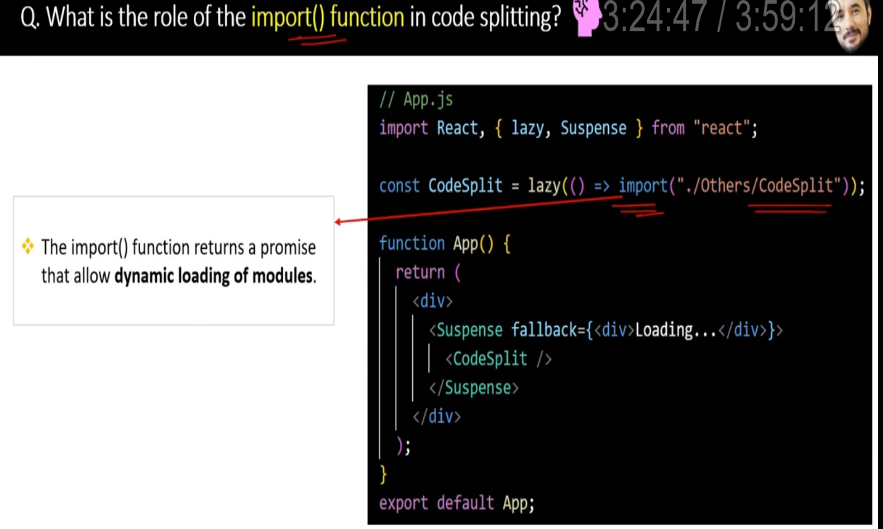 Q. What is the role of the import() function in code splitting?
3:24:47 / 3:59:12
❖ The import() function returns a promise
that allow dynamic loading of modules.
// App.js
import React, { lazy, Suspense } from "react";
const CodeSplit = lazy(() => import("./Others/CodeSplit"));
function App() {
return (
<div>
<Suspense fallback={<div>Loading...</div>}>
<CodeSplit />
</Suspense>
</div>
);
}
export default App;